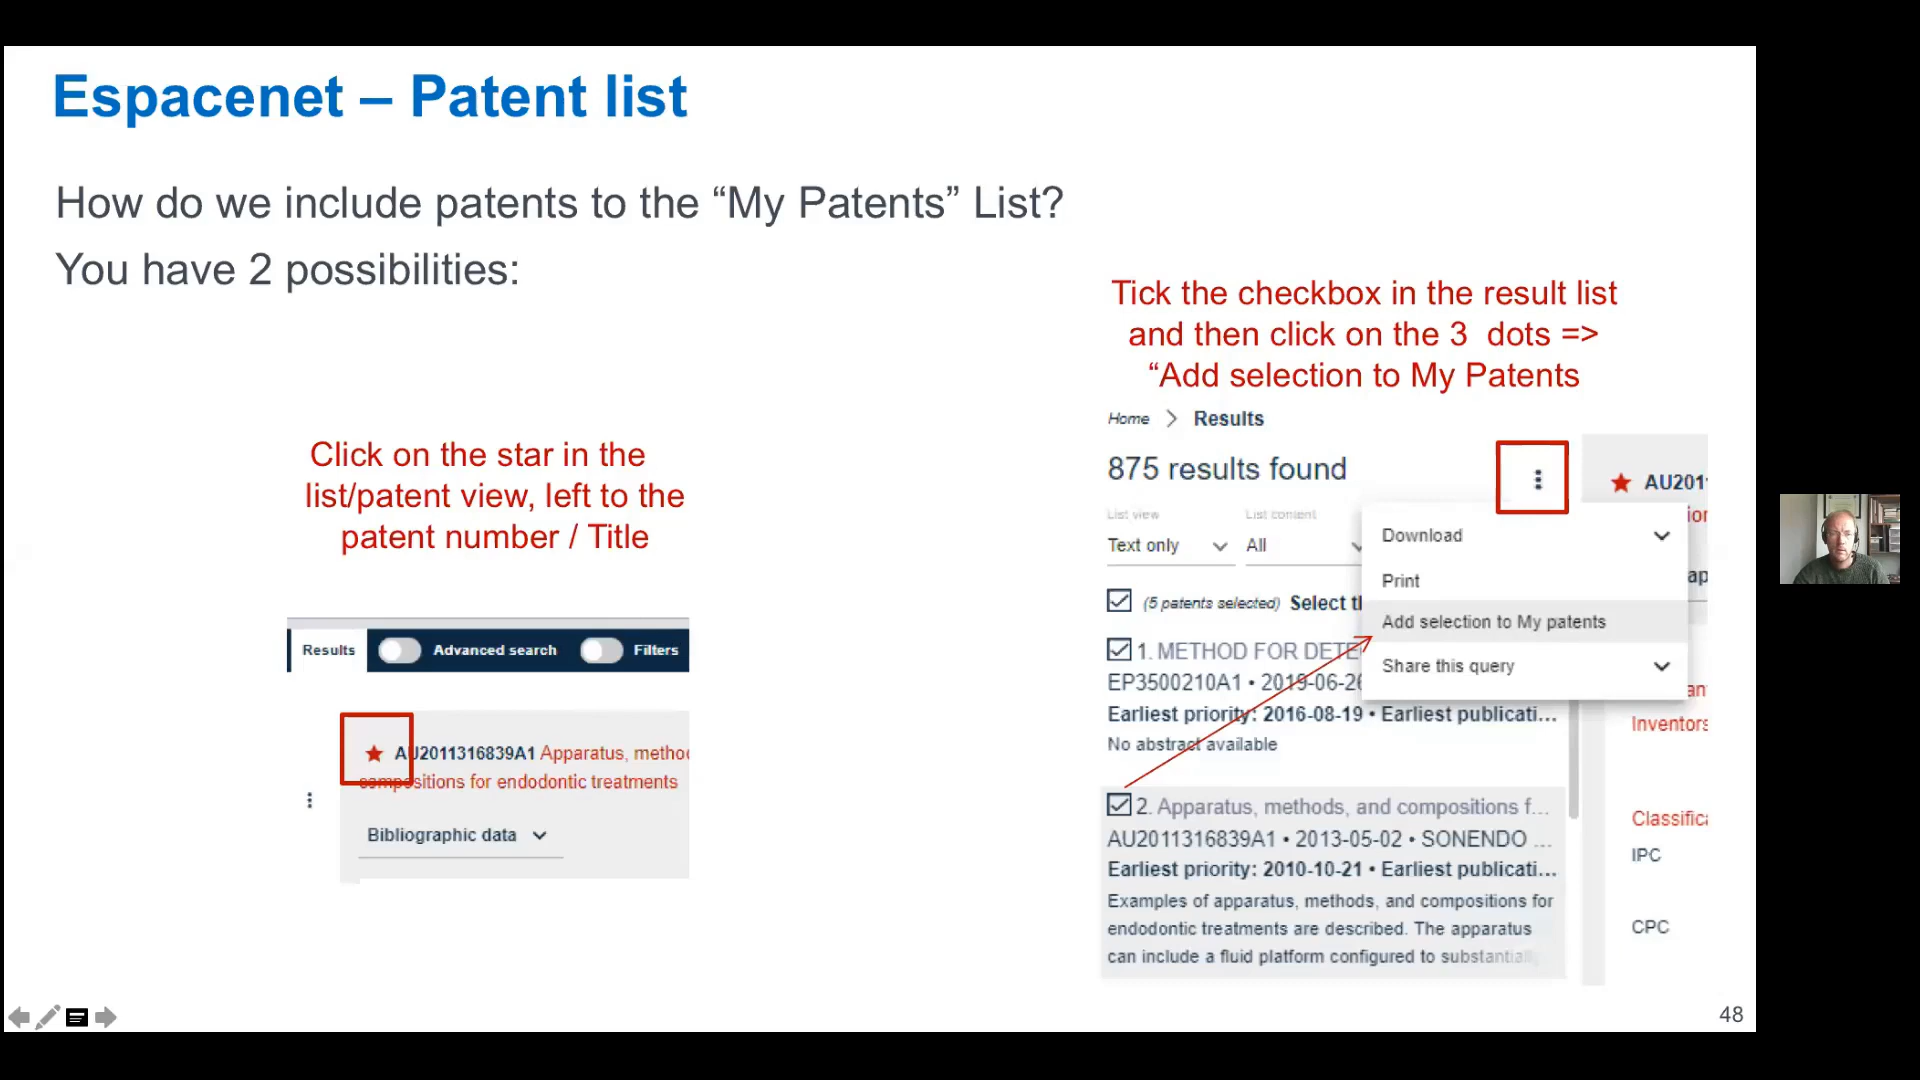 Espacenet – Patent list
How do we include patents to the “My Patents” List?
You have 2 possibilities:
Click on the star in the
list/patent view, left to the
patent number / Title
Results Advanced search Filters
AU2011316839A1 Apparatus, metho
compositions for endodontic treatments
Bibliographic data
Tick the checkbox in the result list
and then click on the 3 dots =>
“Add selection to My Patents
Home > Results
875 results found
List view List content
Text only All
(5 patents selected) Select
1. METHOD FOR DETE
EP3500210A1 • 2019-06-26
Earliest priority: 2016-08-19 • Earliest publicati...
No abstract available
2. Apparatus, methods, and compositions f...
AU2011316839A1 • 2013-05-02 • SONENDO ...
Earliest priority: 2010-10-21 • Earliest publicati...
Examples of apparatus, methods, and compositions for
endodontic treatments are described. The apparatus
can include a fluid platform configured to substantiall
Download
Print
Add selection to My patents
Share this query
AU201
Inventors
Classifica
IPC
CPC
48